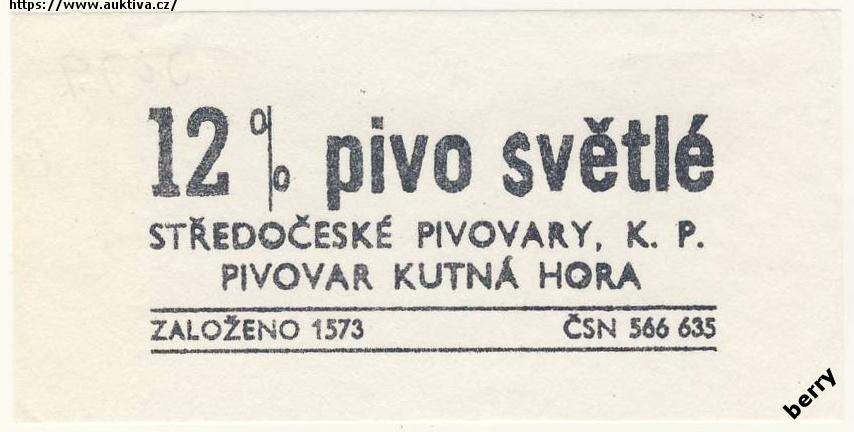 https://www.auktiva.cz/
12 % pivo světlé
STŘEDOČESKÉ PIVOVARY, K. P.
PIVOVAR KUTNÁ HORA
ZALOŽENO 1573 ČSN 566 635
berry